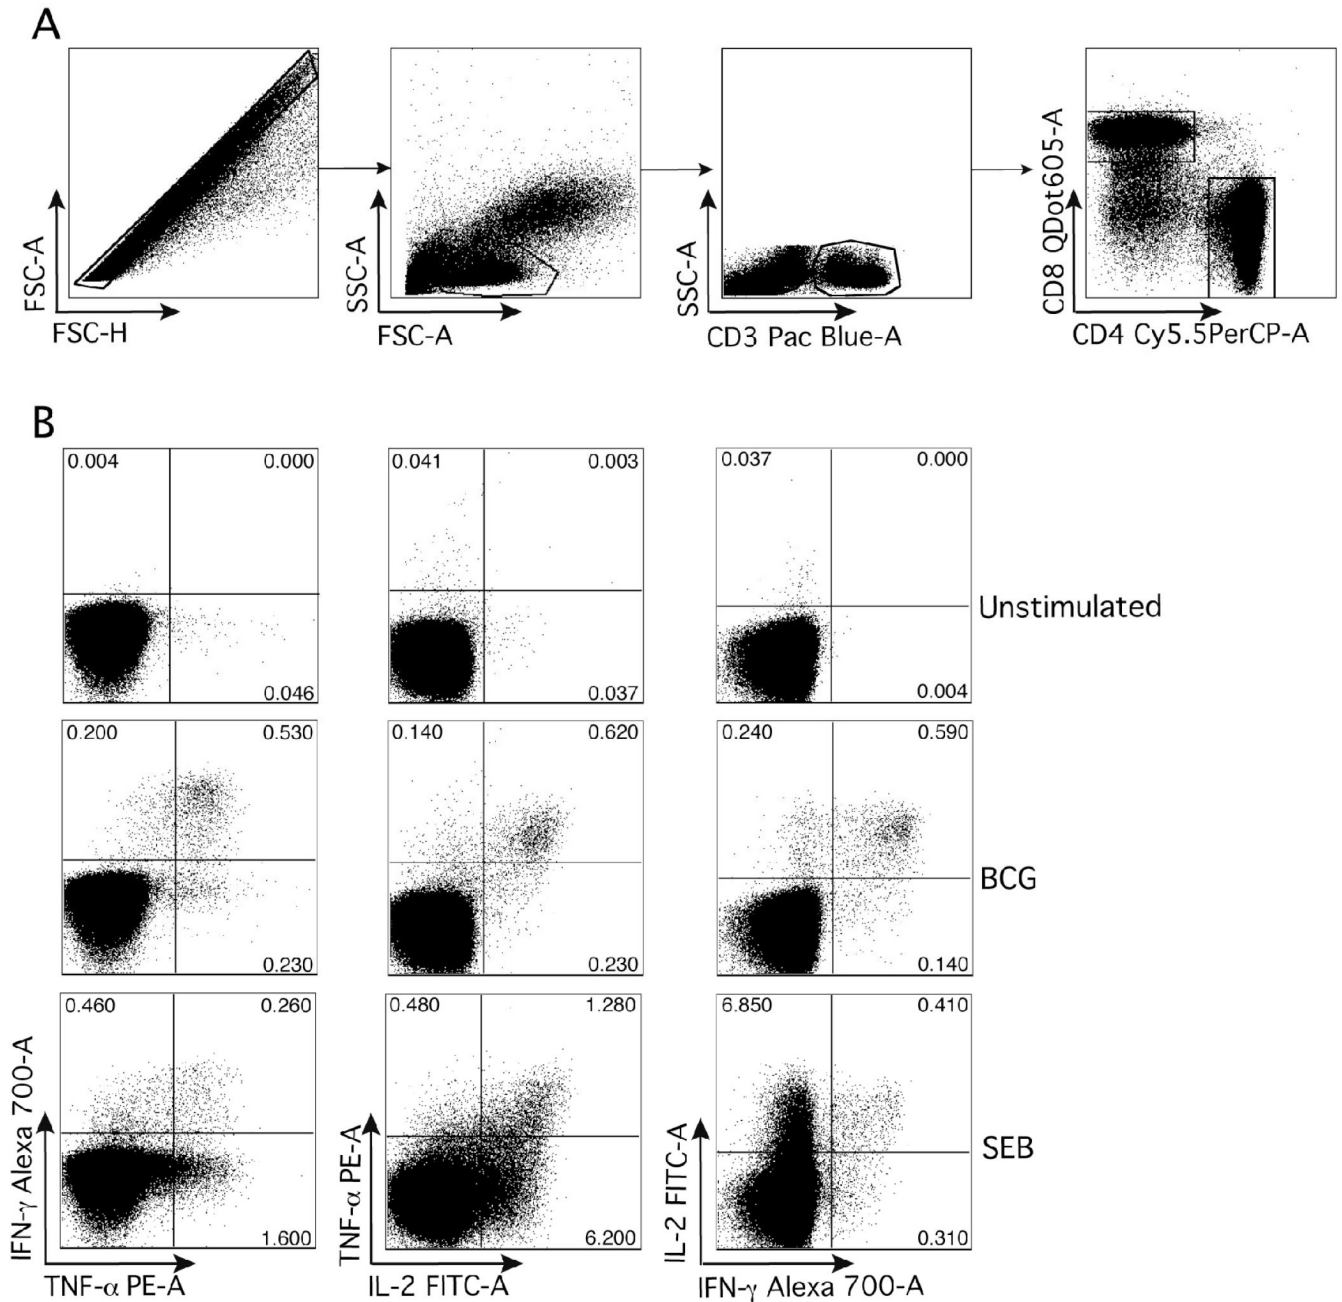 A
FSC-A
FSC-H
SSC-A
FSC-A
SSC-A
CD3 Pac Blue-A
CD8 QDot605-A
CD4 Cy5.5PerCP-A
B
0.004 0.000
0.046
0.041 0.003
0.037
0.037 0.000
0.004
Unstimulated
0.200 0.530
0.230
0.140 0.620
0.230
0.240 0.590
0.140
BCG
0.460 0.260
1.600
0.480 1.280
6.200
6.850 0.410
0.310
SEB
IFN-γ Alexa 700-A
TNF-α PE-A
TNF-α PE-A
IL-2 FITC-A
IL-2 FITC-A
IFN-γ Alexa 700-A